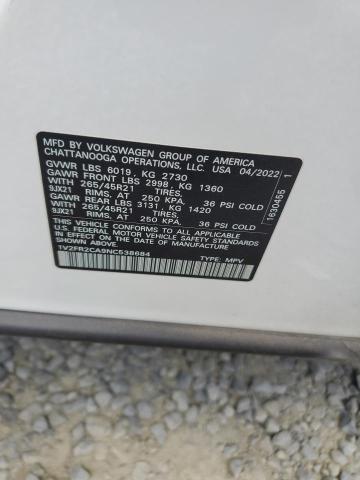 MFD BY VOLKSWAGEN GROUP OF AMERICA
CHATTANOOGA OPERATIONS, LLC. USA 04/2022
GVWR LBS 6019, KG 2730
GAWR FRONT LBS 2998, KG 1360
WITH 265/45R21 TIRES,
9JX21 RIMS, AT 250 KPA, 36 PSI COLD
GAWR REAR LBS 3131, KG 1420
WITH 265/45R21 TIRES,
9JX21 RIMS, AT 250 KPA, 36 PSI COLD
THIS VEHICLE CONFORMS TO ALL APPLICABLE
U.S. FEDERAL MOTOR VEHICLE SAFETY STANDARDS
IN EFFECT ON THE DATE OF MANUFACTURE
SHOWN ABOVE.
1V2FR2CA9NC538684 TYPE: MPV
1630455 1